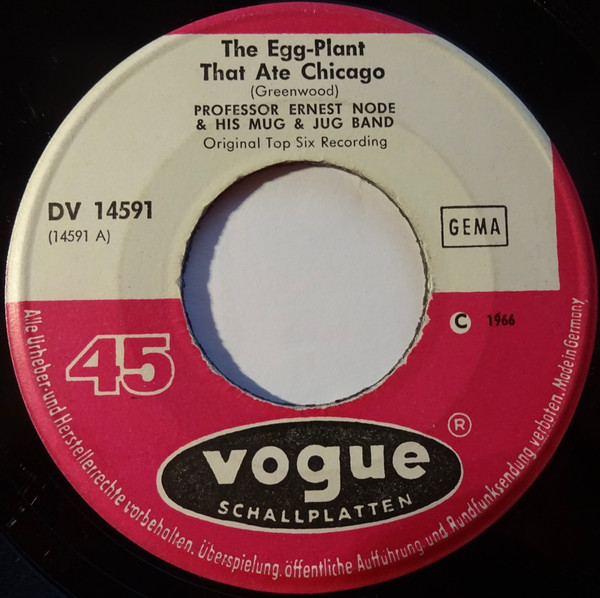 The Egg-Plant
That Ate Chicago
(Greenwood)
PROFESSOR ERNEST NODE
& HIS MUG & JUG BAND
Original Top Six Recording
DV 14591
(14591 A)
GEMA
C 1966
45
®
vogue
SCHALLPLATTEN
Alle Urheber- und Herstellerrechte vorbehalten. Überspielung, öffentliche Aufführung und Rundfunksendung verboten. Made in Germany